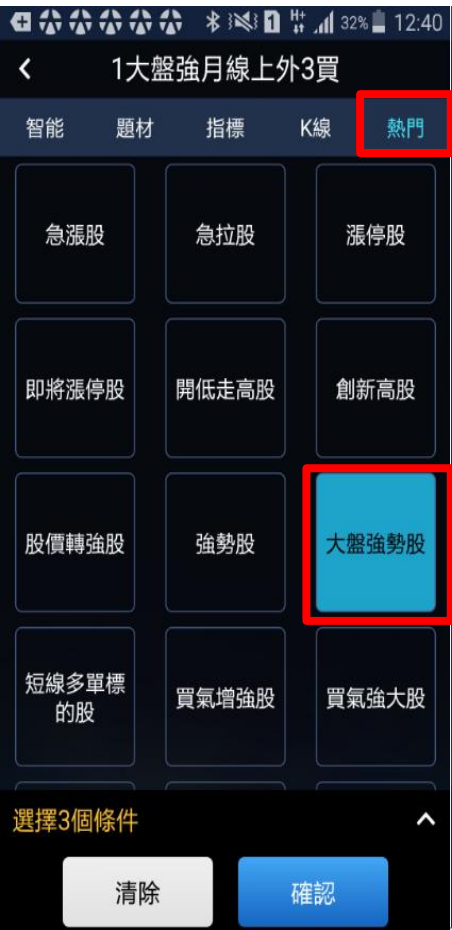 32% 12:40
1大盤強月線上外3買
智能 題材 指標 K線 熱門
急漲股 急拉股 漲停股
即將漲停股 開低走高股 創新高股
股價轉強股 強勢股 大盤強勢股
短線多單標的股 買氣增強股 買氣強大股
選擇3個條件
清除 確認